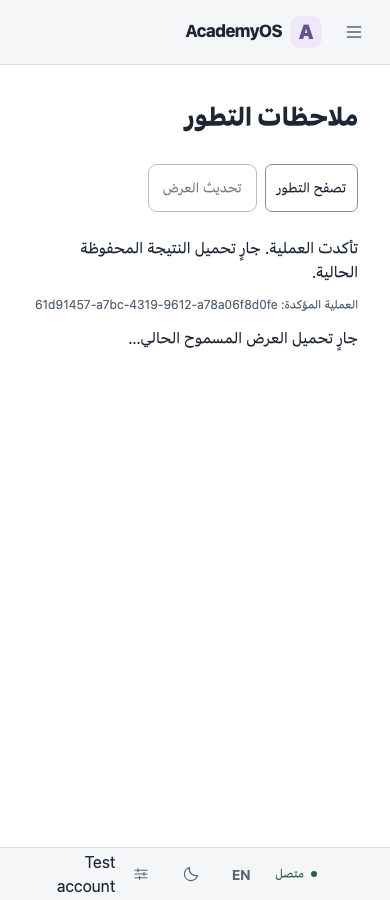 A AcademyOS
ملاحظات التطور
تصفح التطور
تحديث العرض
تأكدت العملية. جارٍ تحميل النتيجة المحفوظة
الحالية.
العملية المؤكدة: 61d91457-a7bc-4319-9612-a78a06f8d0fe
جارٍ تحميل العرض المسموح الحالي...
متصل
EN
Test
account